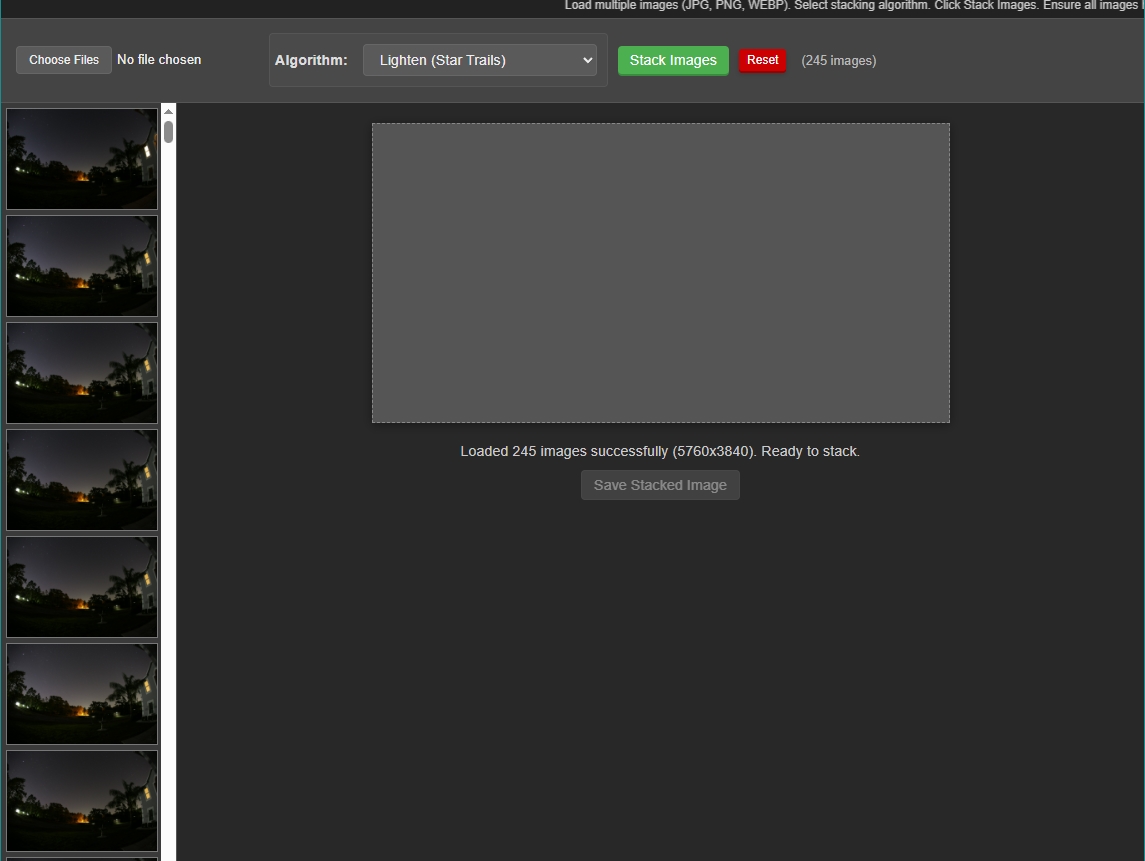 Load multiple images (JPG, PNG, WEBP). Select stacking algorithm. Click Stack Images. Ensure all images
Choose Files No file chosen
Algorithm: Lighten (Star Trails)
Stack Images
Reset
(245 images)
Loaded 245 images successfully (5760x3840). Ready to stack.
Save Stacked Image